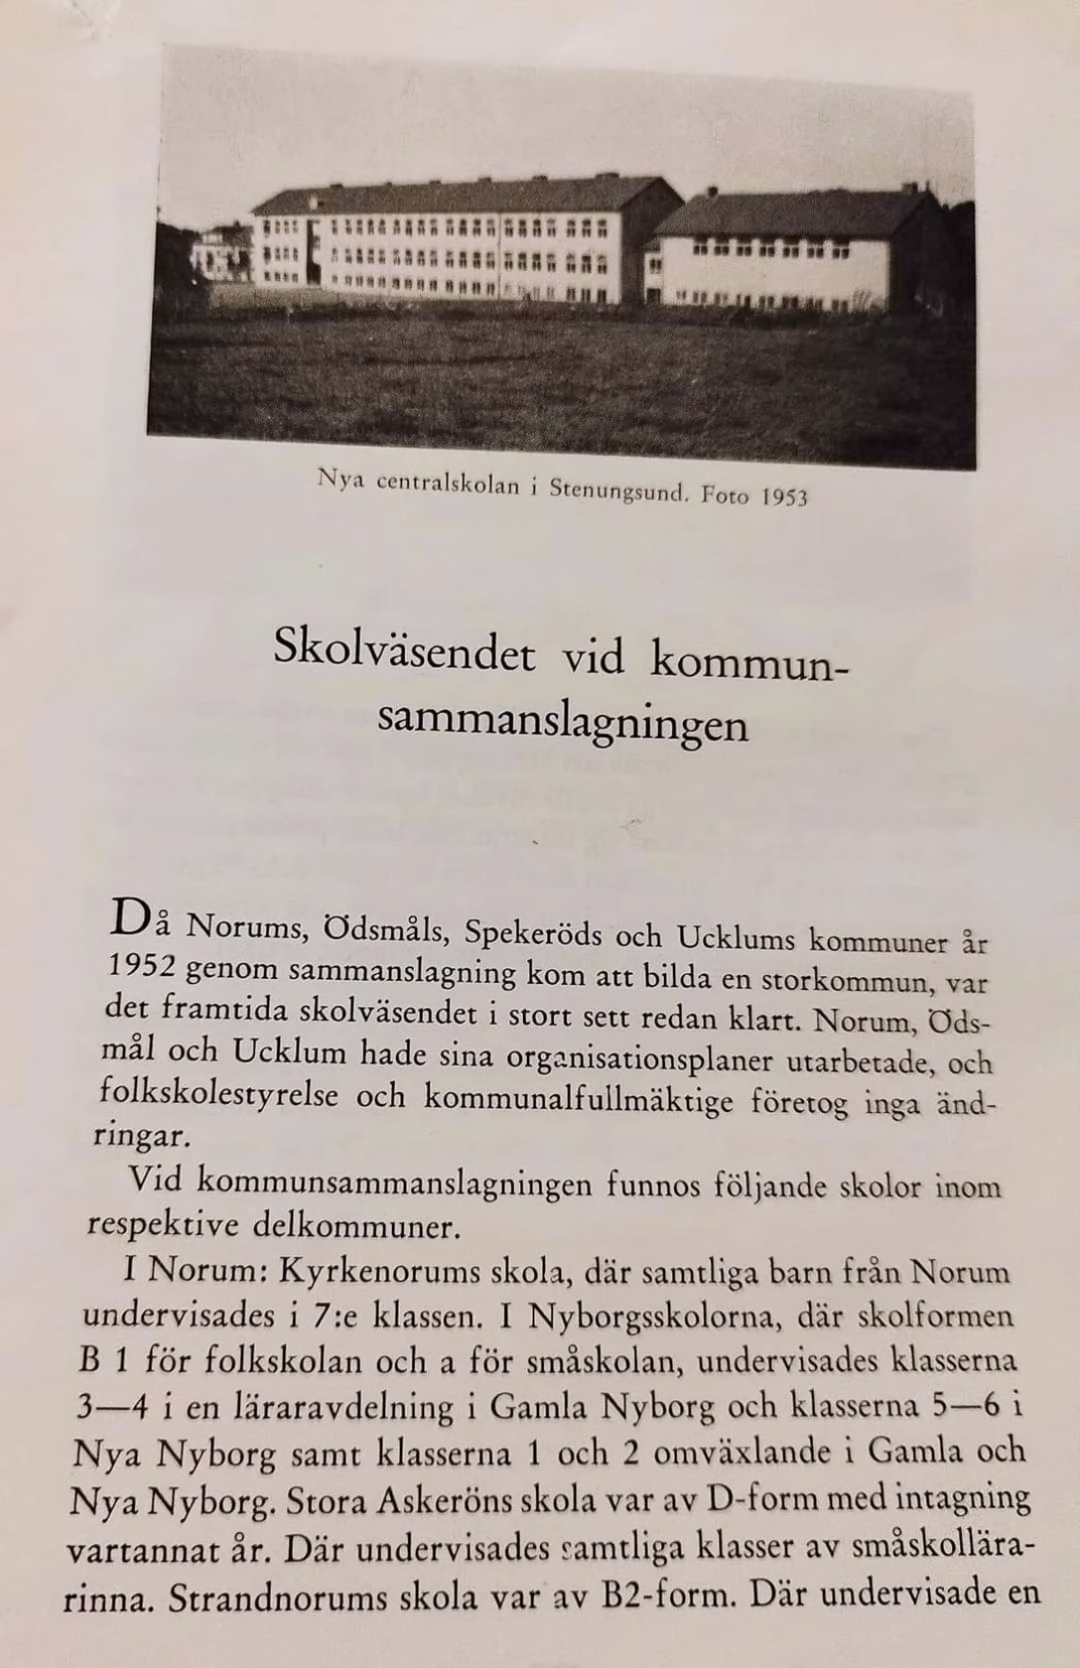 Nya centralskolan i Stenungsund. Foto 1953
Skolväsendet vid kommun-
sammanslagningen
Då Norums, Ödsmåls, Spekeröds och Ucklums kommuner år
1952 genom sammanslagning kom att bilda en storkommun, var
det framtida skolväsendet i stort sett redan klart. Norum, Öds-
mål och Ucklum hade sina organisationsplaner utarbetade, och
folkskolestyrelse och kommunalfullmäktige företog inga änd-
ringar.
Vid kommunsammanslagningen funnos följande skolor inom
respektive delkommuner.
I Norum: Kyrkenorums skola, där samtliga barn från Norum
undervisades i 7:e klassen. I Nyborgsskolorna, där skolformen
B 1 för folkskolan och a för småskolan, undervisades klasserna
3—4 i en läraravdelning i Gamla Nyborg och klasserna 5—6 i
Nya Nyborg samt klasserna 1 och 2 omväxlande i Gamla och
Nya Nyborg. Stora Askeröns skola var av D-form med intagning
vartannat år. Där undervisades samtliga klasser av småskollära-
rinna. Strandnorums skola var av B2-form. Där undervisade en